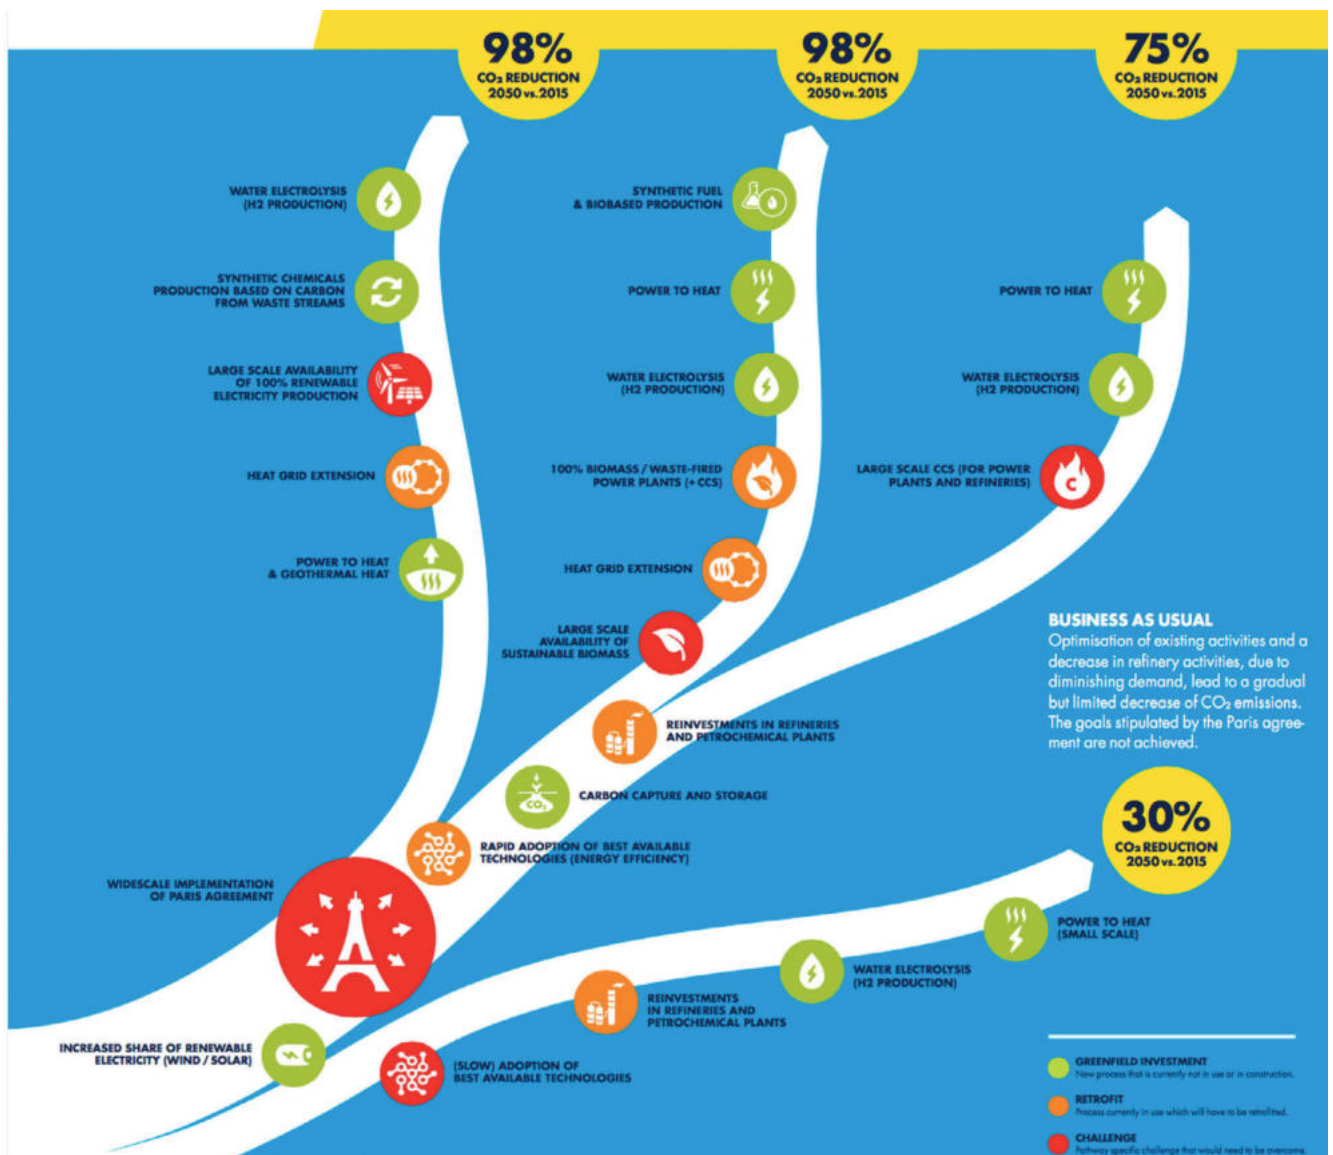 98%
CO₂ REDUCTION
2050 vs. 2015
98%
CO₂ REDUCTION
2050 vs. 2015
75%
CO₂ REDUCTION
2050 vs. 2015
WATER ELECTROLYSIS
(H2 PRODUCTION)
SYNTHETIC CHEMICALS
PRODUCTION BASED ON CARBON
FROM WASTE STREAMS
LARGE SCALE AVAILABILITY
OF 100% RENEWABLE
ELECTRICITY PRODUCTION
HEAT GRID EXTENSION
POWER TO HEAT
& GEOTHERMAL HEAT
SYNTHETIC FUEL
& BIOBASED PRODUCTION
POWER TO HEAT
WATER ELECTROLYSIS
(H2 PRODUCTION)
100% BIOMASS / WASTE-FIRED
POWER PLANTS (+ CCS)
HEAT GRID EXTENSION
LARGE SCALE
AVAILABILITY OF
SUSTAINABLE BIOMASS
POWER TO HEAT
WATER ELECTROLYSIS
(H2 PRODUCTION)
LARGE SCALE CCS (FOR POWER
PLANTS AND REFINERIES)
C
REINVESTMENTS IN REFINERIES
AND PETROCHEMICAL PLANTS
CO₂
CARBON CAPTURE AND STORAGE
RAPID ADOPTION OF BEST AVAILABLE
TECHNOLOGIES (ENERGY EFFICIENCY)
WIDESCALE IMPLEMENTATION
OF PARIS AGREEMENT
INCREASED SHARE OF RENEWABLE
ELECTRICITY (WIND / SOLAR)
BUSINESS AS USUAL
Optimisation of existing activities and a
decrease in refinery activities, due to
diminishing demand, lead to a gradual
but limited decrease of CO₂ emissions.
The goals stipulated by the Paris agree-
ment are not achieved.
30%
CO₂ REDUCTION
2050 vs. 2015
POWER TO HEAT
(SMALL SCALE)
WATER ELECTROLYSIS
(H2 PRODUCTION)
REINVESTMENTS
IN REFINERIES AND
PETROCHEMICAL PLANTS
(SLOW) ADOPTION OF
BEST AVAILABLE TECHNOLOGIES
GREENFIELD INVESTMENT
New process that is currently not in use or in construction.
RETROFIT
Process currently in use which will have to be retrofitted.
CHALLENGE
Pathway specific challenge that would need to be overcome.